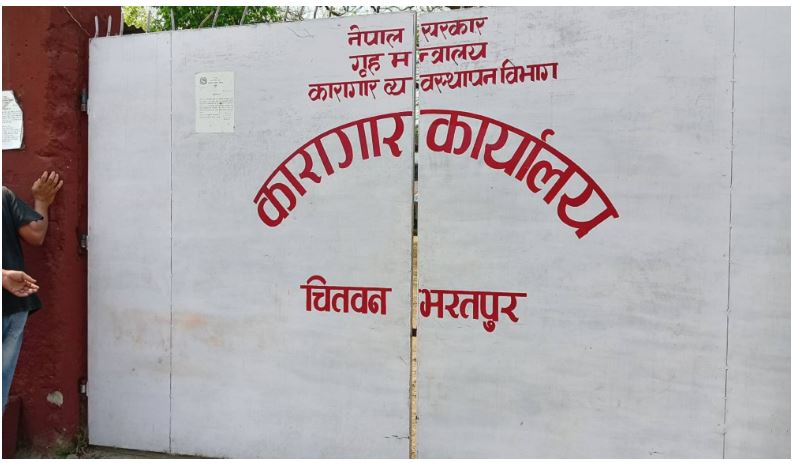 नेपाल सरकार
गृह मन्त्रालय
कारागार व्यवस्थापन विभाग
कारागार कार्यालय
चितवन भरतपुर